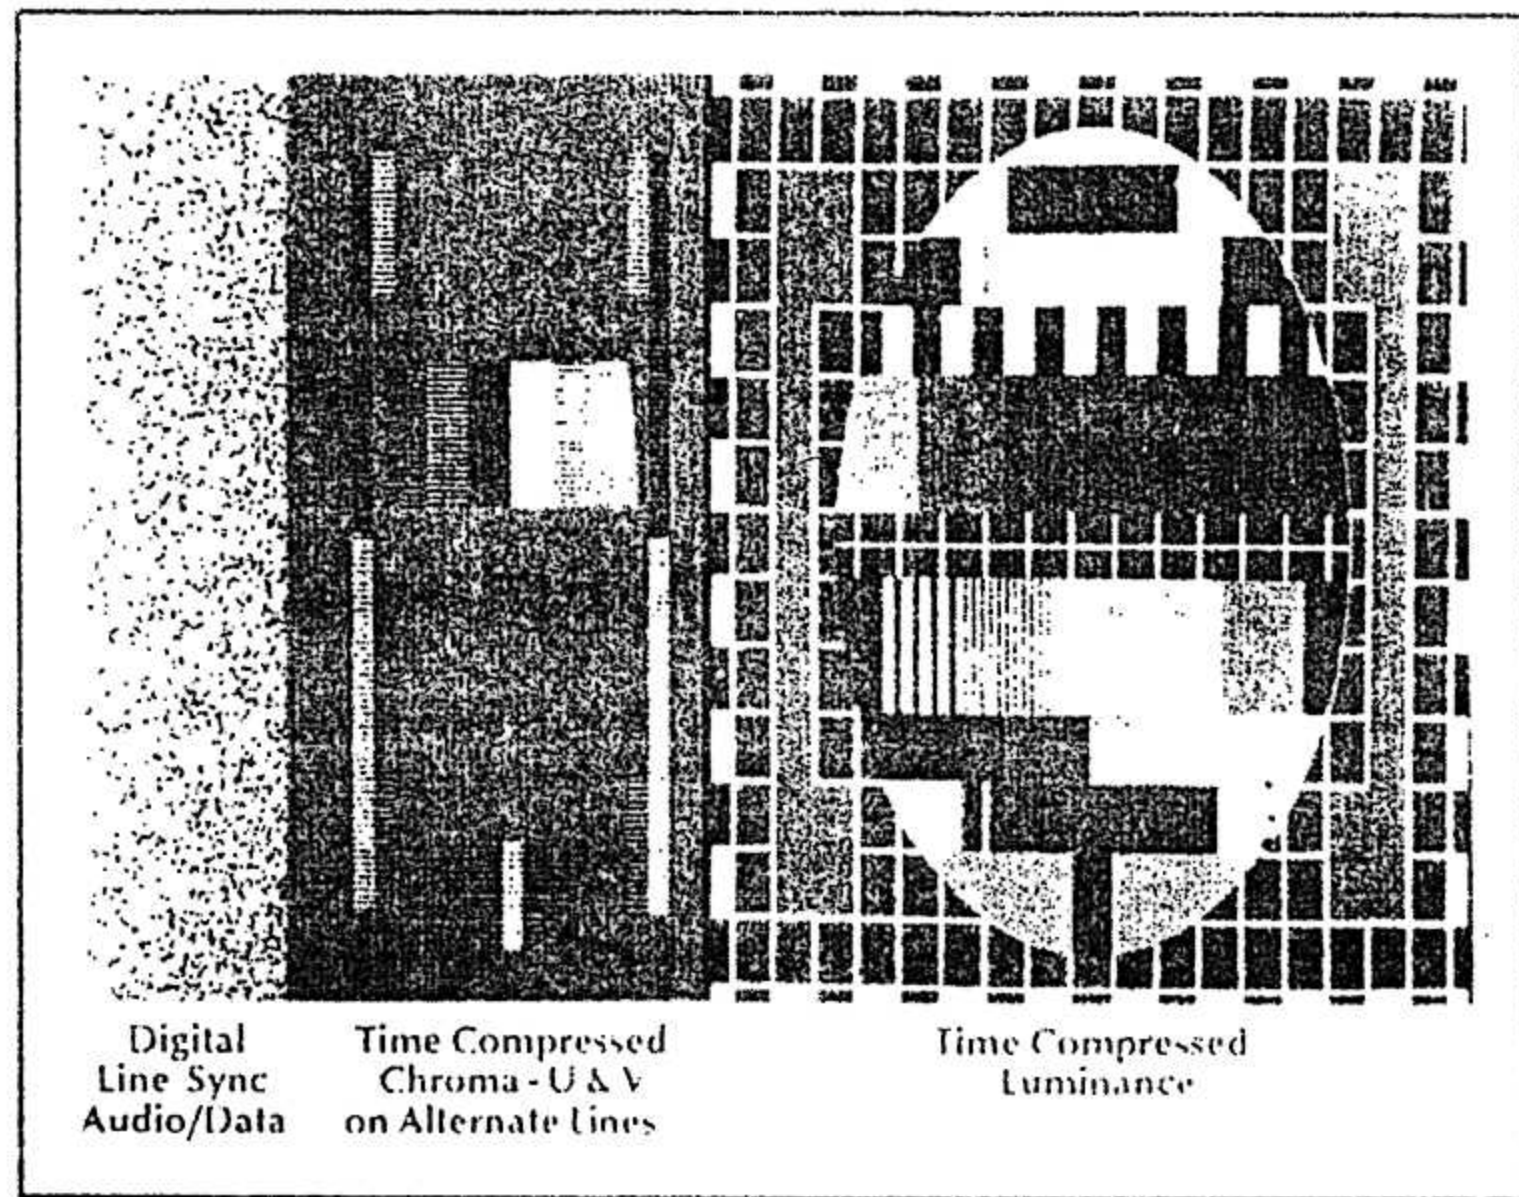 Digital
Line Sync
Audio/Data
Time Compressed
Chroma - U & V
on Alternate Lines
Time Compressed
Luminance